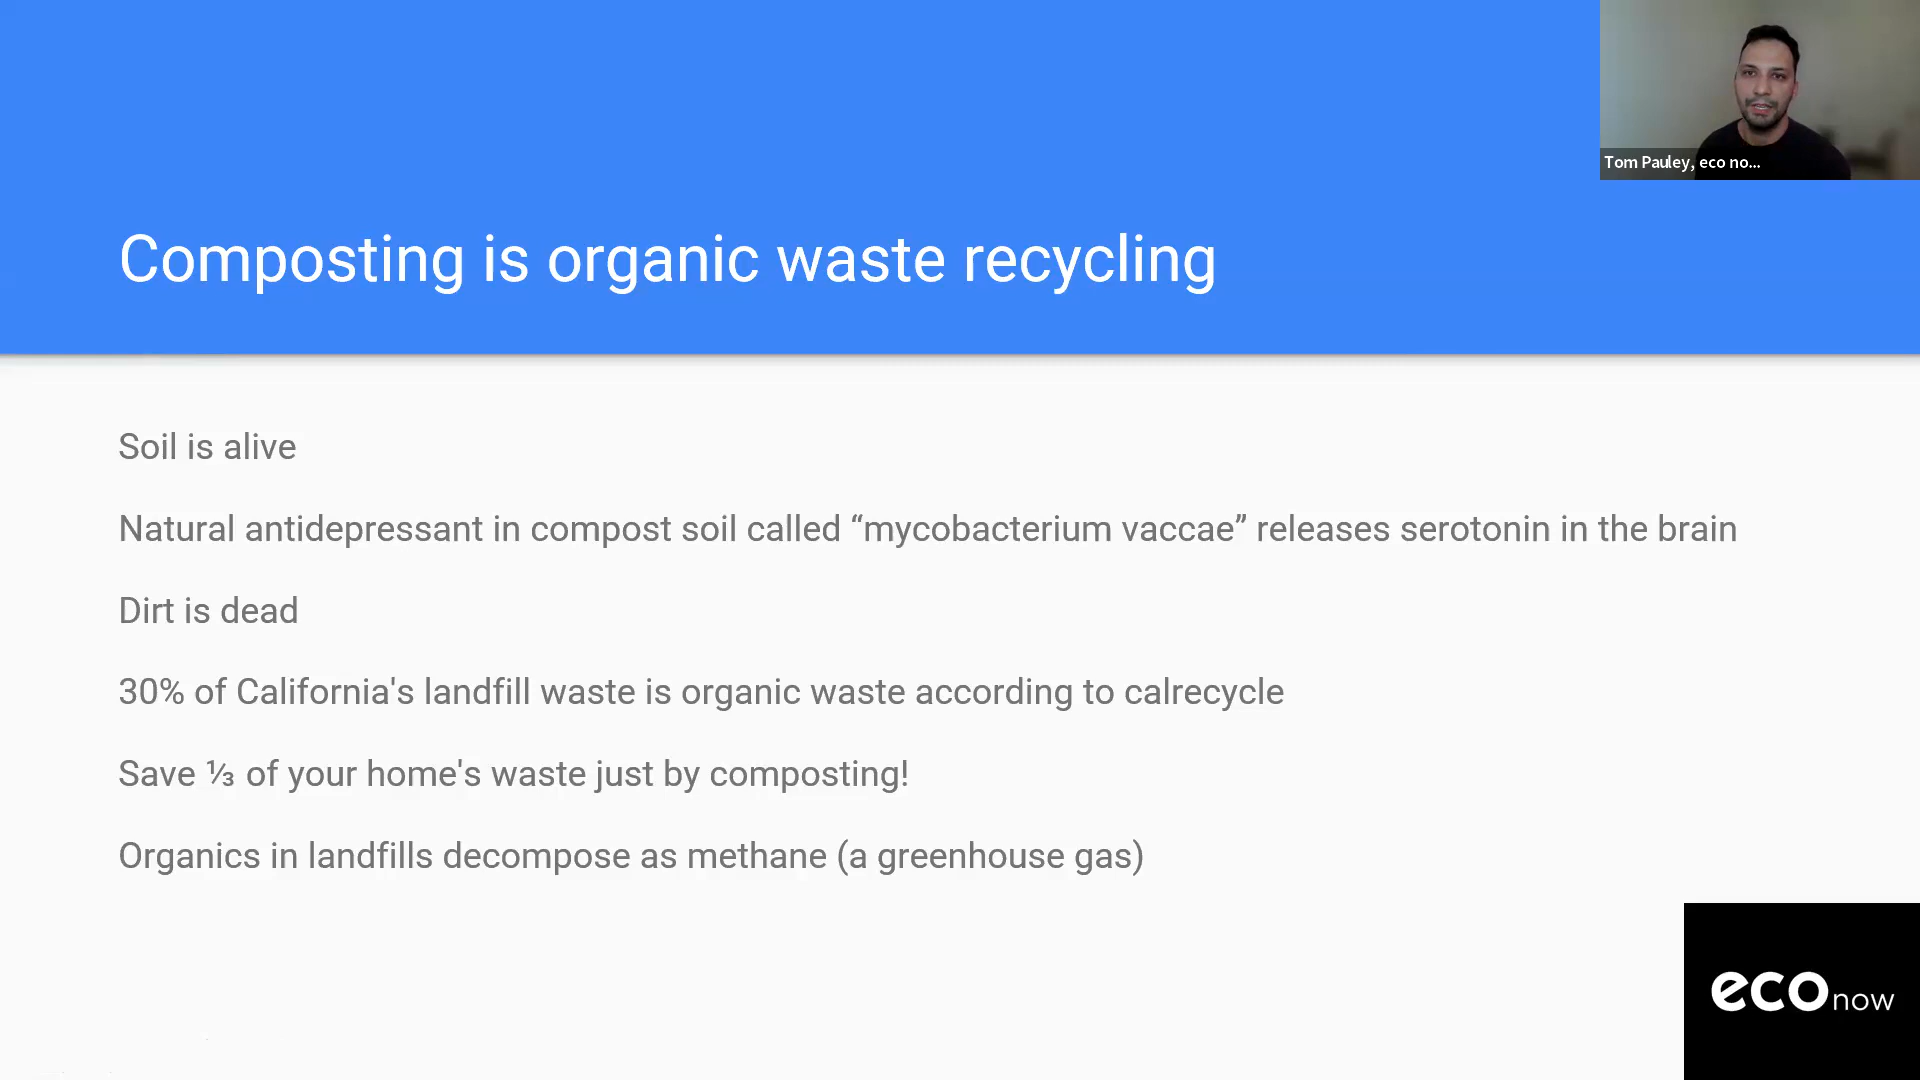 Tom Pauley, eco no...
Composting is organic waste recycling
Soil is alive
Natural antidepressant in compost soil called “mycobacterium vaccae” releases serotonin in the brain
Dirt is dead
30% of California's landfill waste is organic waste according to calrecycle
Save ⅓ of your home's waste just by composting!
Organics in landfills decompose as methane (a greenhouse gas)
eco now